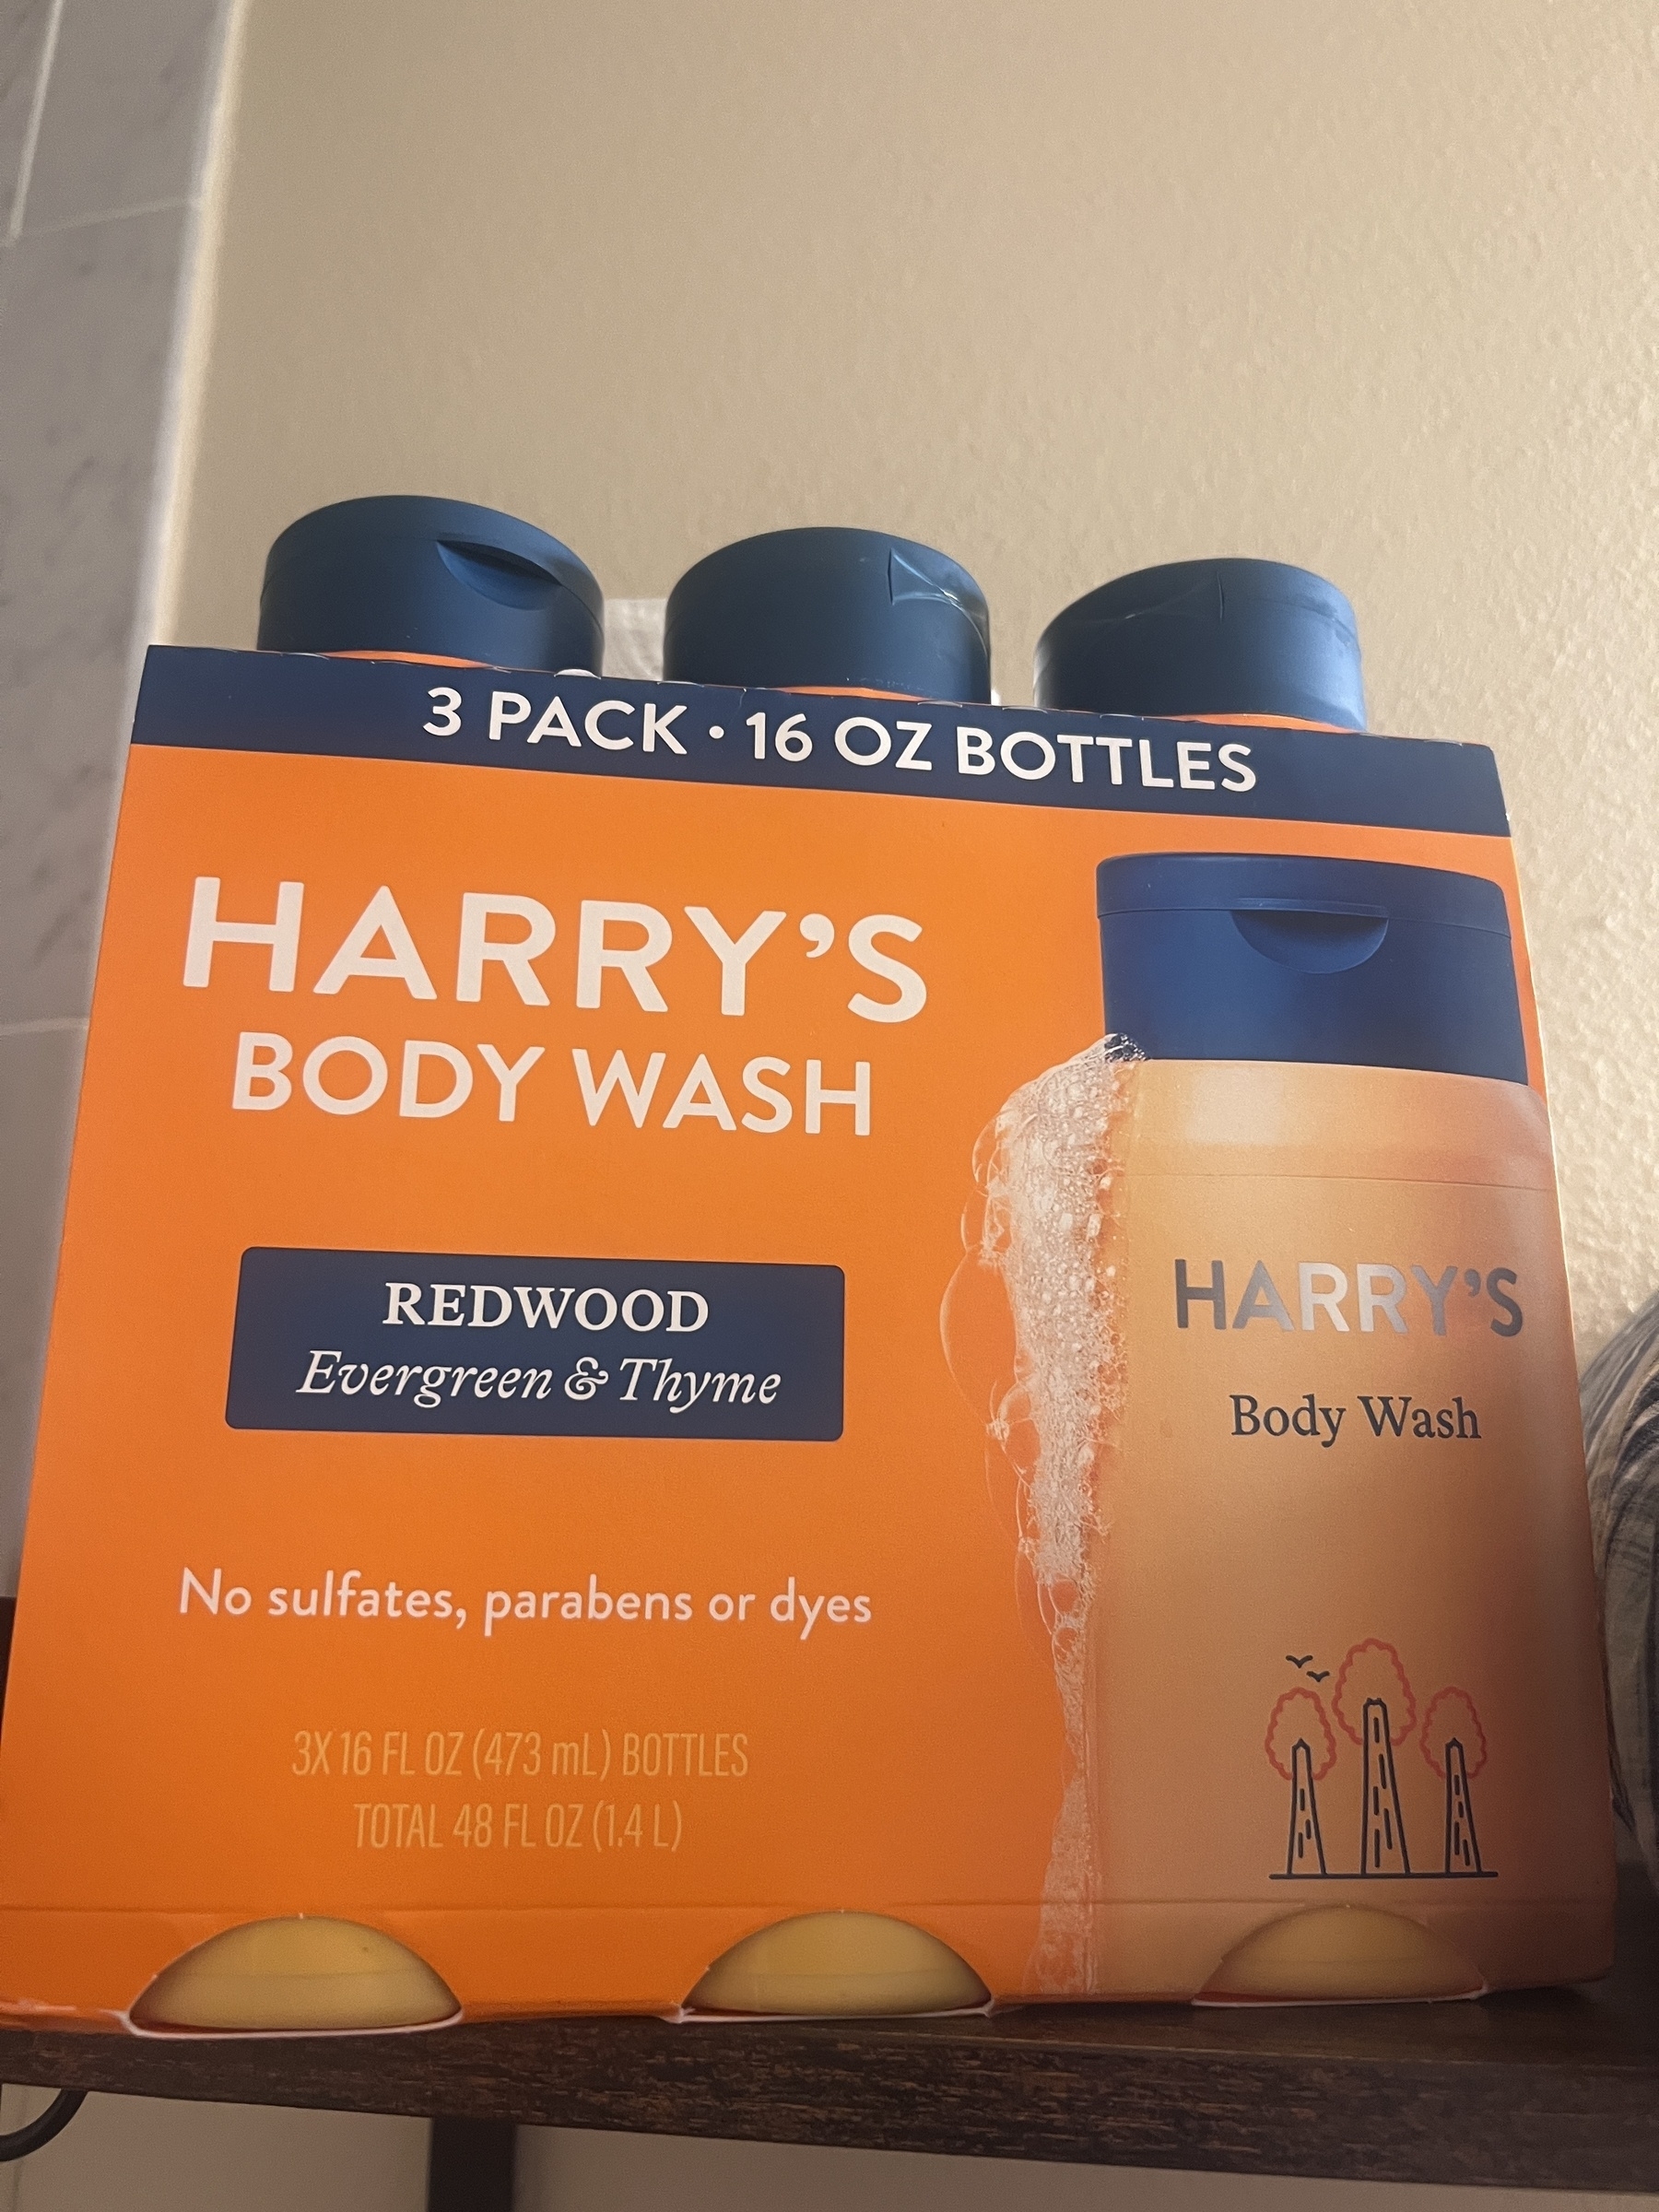 3 PACK • 16 OZ BOTTLES
HARRY’S
BODY WASH
REDWOOD
Evergreen & Thyme
No sulfates, parabens or dyes
3X 16 FL OZ (473 mL) BOTTLES
TOTAL 48 FL OZ (1.4 L)
HARRY’S
Body Wash